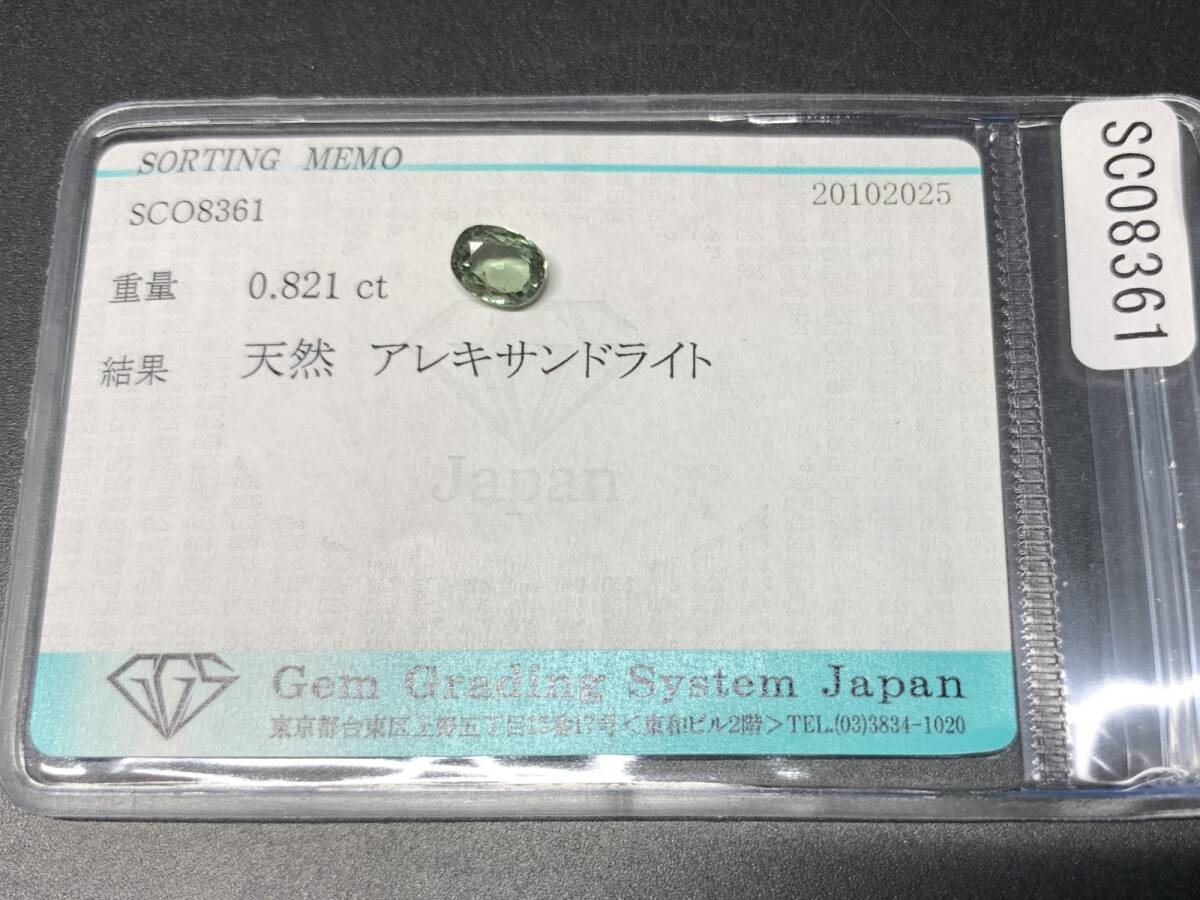 SORTING MEMO
SCO8361
20102025
重量 0.821 ct
結果 天然 アレキサンドライト
Japan
GGS
Gem Grading System Japan
東京都台東区上野五丁目15番17号<東和ビル2階>TEL.(03)3834-1020
SCO8361